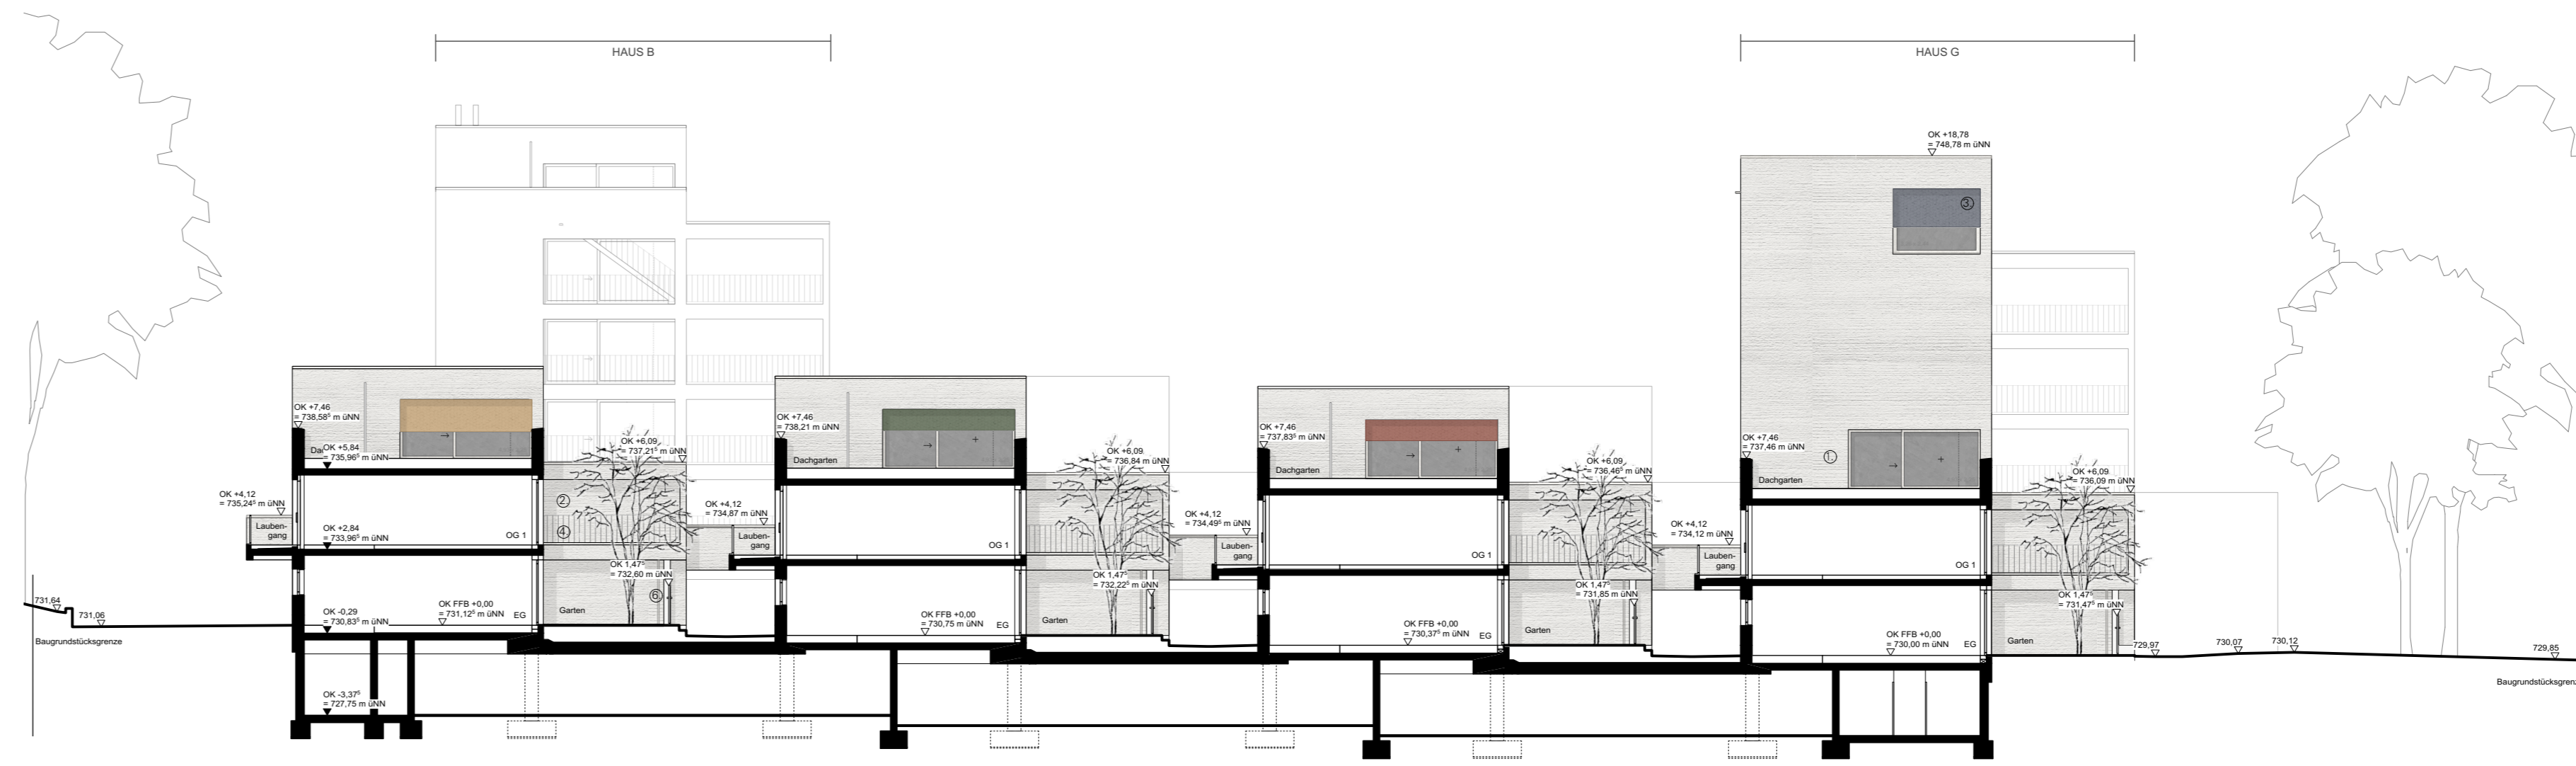 HAUS B
HAUS G
OK +18,78
= 748,78 m üNN
3.
OK +7,46
= 738,58⁵ m üNN
OK +5,84
= 735,96⁵ m üNN
OK +6,09
= 737,21⁵ m üNN
OK +4,12
= 735,24⁵ m üNN
Lauben-
gang
OK +2,84
= 733,96⁵ m üNN
OG 1
2.
4.
OK 1,47⁵
= 732,60 m üNN
6.
Garten
OK -0,29
= 730,83⁵ m üNN
OK FFB +0,00
= 731,12⁵ m üNN
EG
OK -3,37⁵
= 727,75 m üNN
731,64
731,06
Baugrundstücksgrenze
OK +7,46
= 738,21 m üNN
Dachgarten
OK +4,12
= 734,87 m üNN
Lauben-
gang
OG 1
OK +6,09
= 736,84 m üNN
OK 1,47⁵
= 732,22⁵ m üNN
Garten
OK FFB +0,00
= 730,75 m üNN
EG
OK +7,46
= 737,83⁵ m üNN
Dachgarten
OK +4,12
= 734,49⁵ m üNN
Lauben-
gang
OG 1
OK +6,09
= 736,46⁵ m üNN
OK 1,47⁵
= 731,85 m üNN
Garten
OK FFB +0,00
= 730,37⁵ m üNN
EG
OK +7,46
= 737,46 m üNN
1.
Dachgarten
OK +4,12
= 734,12 m üNN
Lauben-
gang
OG 1
OK +6,09
= 736,09 m üNN
OK 1,47⁵
= 731,47⁵ m üNN
Garten
OK FFB +0,00
= 730,00 m üNN
EG
729,97
730,07
730,12
729,85
Baugrundstücksgren